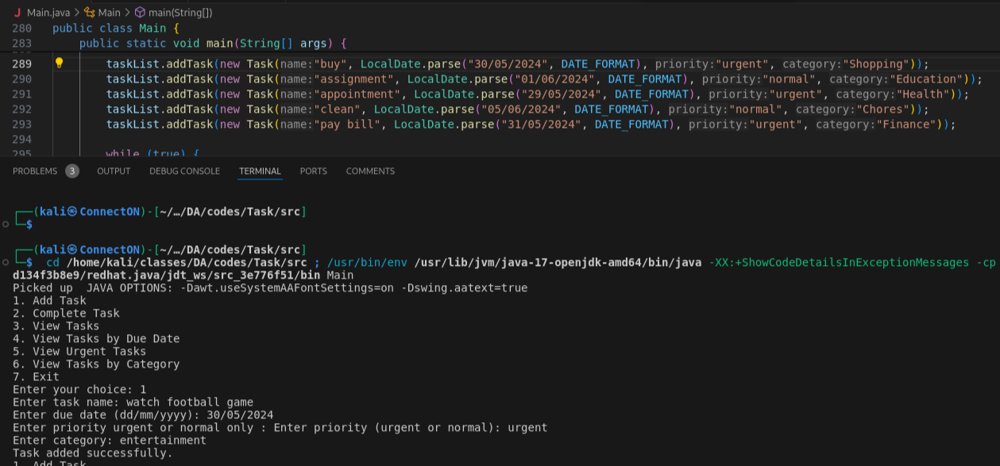 Main.java > Main > main(String[])
280 public class Main {
283 public static void main(String[] args) {
289 taskList.addTask(new Task(name:"buy", LocalDate.parse("30/05/2024", DATE_FORMAT), priority:"urgent", category:"Shopping"));
290 taskList.addTask(new Task(name:"assignment", LocalDate.parse("01/06/2024", DATE_FORMAT), priority:"normal", category:"Education"));
291 taskList.addTask(new Task(name:"appointment", LocalDate.parse("29/05/2024", DATE_FORMAT), priority:"urgent", category:"Health"));
292 taskList.addTask(new Task(name:"clean", LocalDate.parse("05/06/2024", DATE_FORMAT), priority:"normal", category:"Chores"));
293 taskList.addTask(new Task(name:"pay bill", LocalDate.parse("31/05/2024", DATE_FORMAT), priority:"urgent", category:"Finance"));
294
295 while (true) {
PROBLEMS 3 OUTPUT DEBUG CONSOLE TERMINAL PORTS COMMENTS
(kali㉿ConnectON)-[~/…/DA/codes/Task/src]
$
(kali㉿ConnectON)-[~/…/DA/codes/Task/src]
$ cd /home/kali/classes/DA/codes/Task/src ; /usr/bin/env /usr/lib/jvm/java-17-openjdk-amd64/bin/java -XX:+ShowCodeDetailsInExceptionMessages -cp
d134f3b8e9/redhat.java/jdt_ws/src_3e776f51/bin Main
Picked up _JAVA_OPTIONS: -Dawt.useSystemAAFontSettings=on -Dswing.aatext=true
1. Add Task
2. Complete Task
3. View Tasks
4. View Tasks by Due Date
5. View Urgent Tasks
6. View Tasks by Category
7. Exit
Enter your choice: 1
Enter task name: watch football game
Enter due date (dd/mm/yyyy): 30/05/2024
Enter priority urgent or normal only : Enter priority (urgent or normal): urgent
Enter category: entertainment
Task added successfully.
1. Add Task